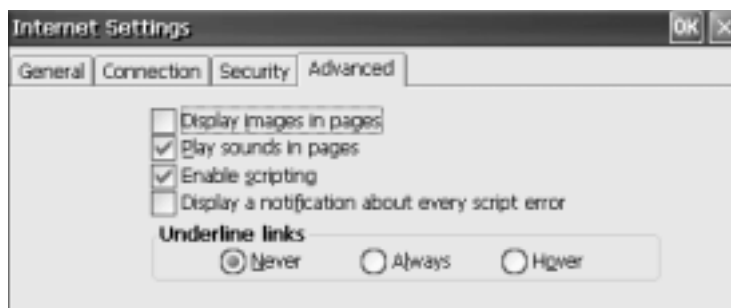 Internet Settings OK ×
General Connection Security Advanced
Display images in pages
Play sounds in pages
Enable scripting
Display a notification about every script error
Underline links
Never Always Hover